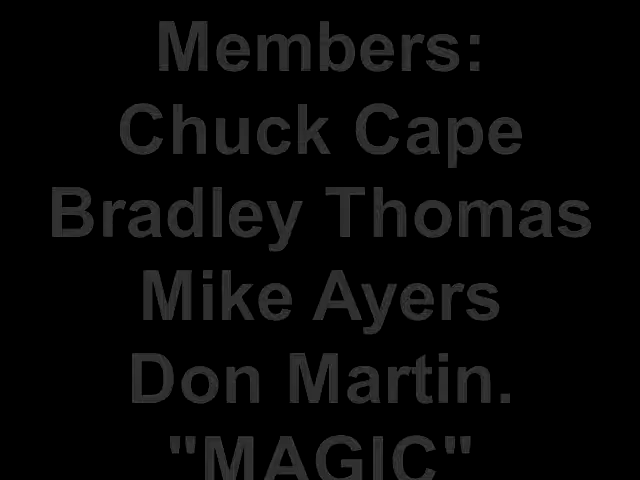 Members:
Chuck Cape
Bradley Thomas
Mike Ayers
Don Martin.
"MAGIC"